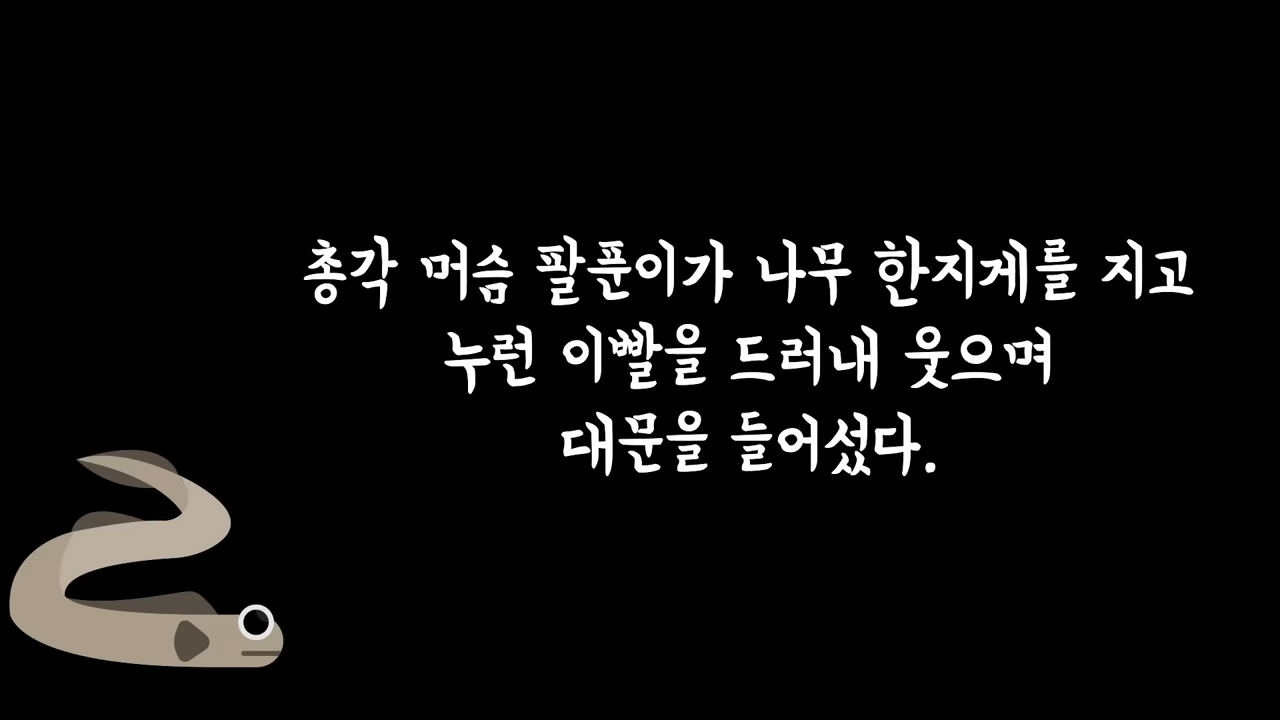 총각 머슴 팔푼이가 나무 한지게를 지고
누런 이빨을 드러내 웃으며
대문을 들어섰다.